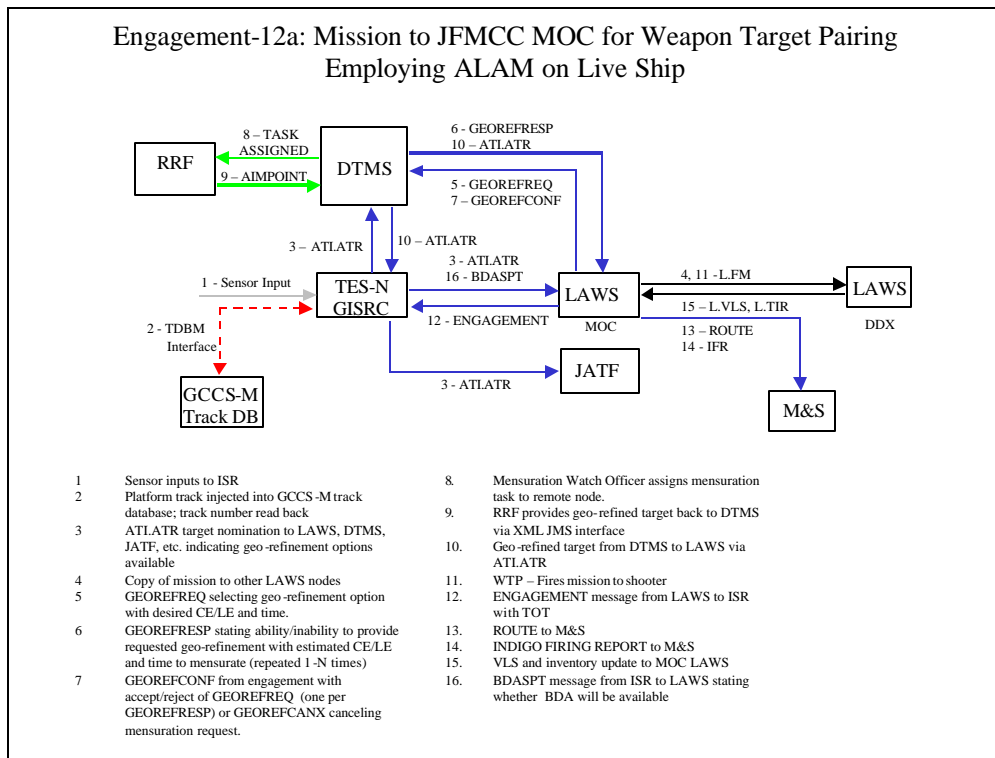 Engagement-12a: Mission to JFMCC MOC for Weapon Target Pairing
Employing ALAM on Live Ship
8 – TASK
ASSIGNED
RRF
9 – AIMPOINT
DTMS
6 - GEOREFRESP
10 – ATI.ATR
5 - GEOREFREQ
7 – GEOREFCONF
3 – ATI.ATR
10 – ATI.ATR
3 - ATI.ATR
16 - BDASPT
1 - Sensor Input
TES-N
GISRC
12 - ENGAGEMENT
LAWS
MOC
4, 11 - L.FM
LAWS
DDX
15 – L.VLS, L.TIR
13 – ROUTE
14 - IFR
2 - TDBM
Interface
3 - ATI.ATR
JATF
GCCS-M
Track DB
M&S
1 Sensor inputs to ISR
2 Platform track injected into GCCS-M track
database; track number read back
3 ATI.ATR target nomination to LAWS, DTMS,
JATF, etc. indicating geo-refinement options
available
4 Copy of mission to other LAWS nodes
5 GEOREFREQ selecting geo-refinement option
with desired CE/LE and time.
6 GEOREFRESP stating ability/inability to provide
requested geo-refinement with estimated CE/LE
and time to mensurate (repeated 1-N times)
7 GEOREFCONF from engagement with
accept/reject of GEOREFREQ (one per
GEOREFRESP) or GEOREFCANX canceling
mensuration request.
8. Mensuration Watch Officer assigns mensuration
task to remote node.
9. RRF provides geo-refined target back to DTMS
via XML JMS interface
10. Geo-refined target from DTMS to LAWS via
ATI.ATR
11. WTP – Fires mission to shooter
12. ENGAGEMENT message from LAWS to ISR
with TOT
13. ROUTE to M&S
14. INDIGO FIRING REPORT to M&S
15. VLS and inventory update to MOC LAWS
16. BDASPT message from ISR to LAWS stating
whether BDA will be available